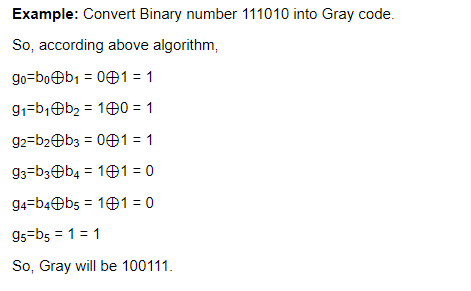 Example: Convert Binary number 111010 into Gray code.
So, according above algorithm,
g₀=b₀⊕b₁ = 0⊕1 = 1
g₁=b₁⊕b₂ = 1⊕0 = 1
g₂=b₂⊕b₃ = 0⊕1 = 1
g₃=b₃⊕b₄ = 1⊕1 = 0
g₄=b₄⊕b₅ = 1⊕1 = 0
g₅=b₅ = 1 = 1
So, Gray will be 100111.